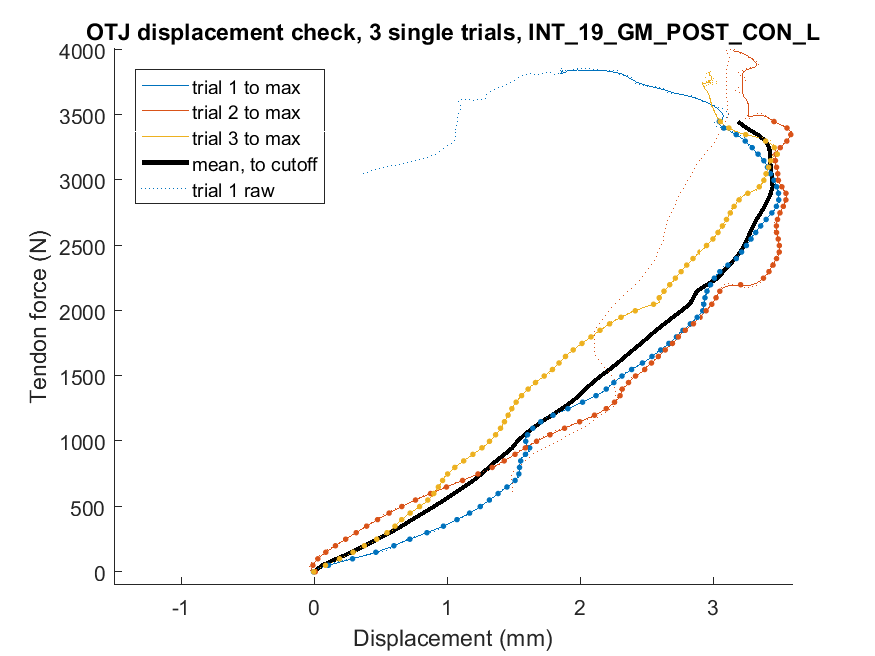 OTJ displacement check, 3 single trials, INT_19_GM_POST_CON_L
4000
3500
3000
2500
2000
1500
1000
500
0
Tendon force (N)
trial 1 to max
trial 2 to max
trial 3 to max
mean, to cutoff
trial 1 raw
-1
0
1
2
3
Displacement (mm)